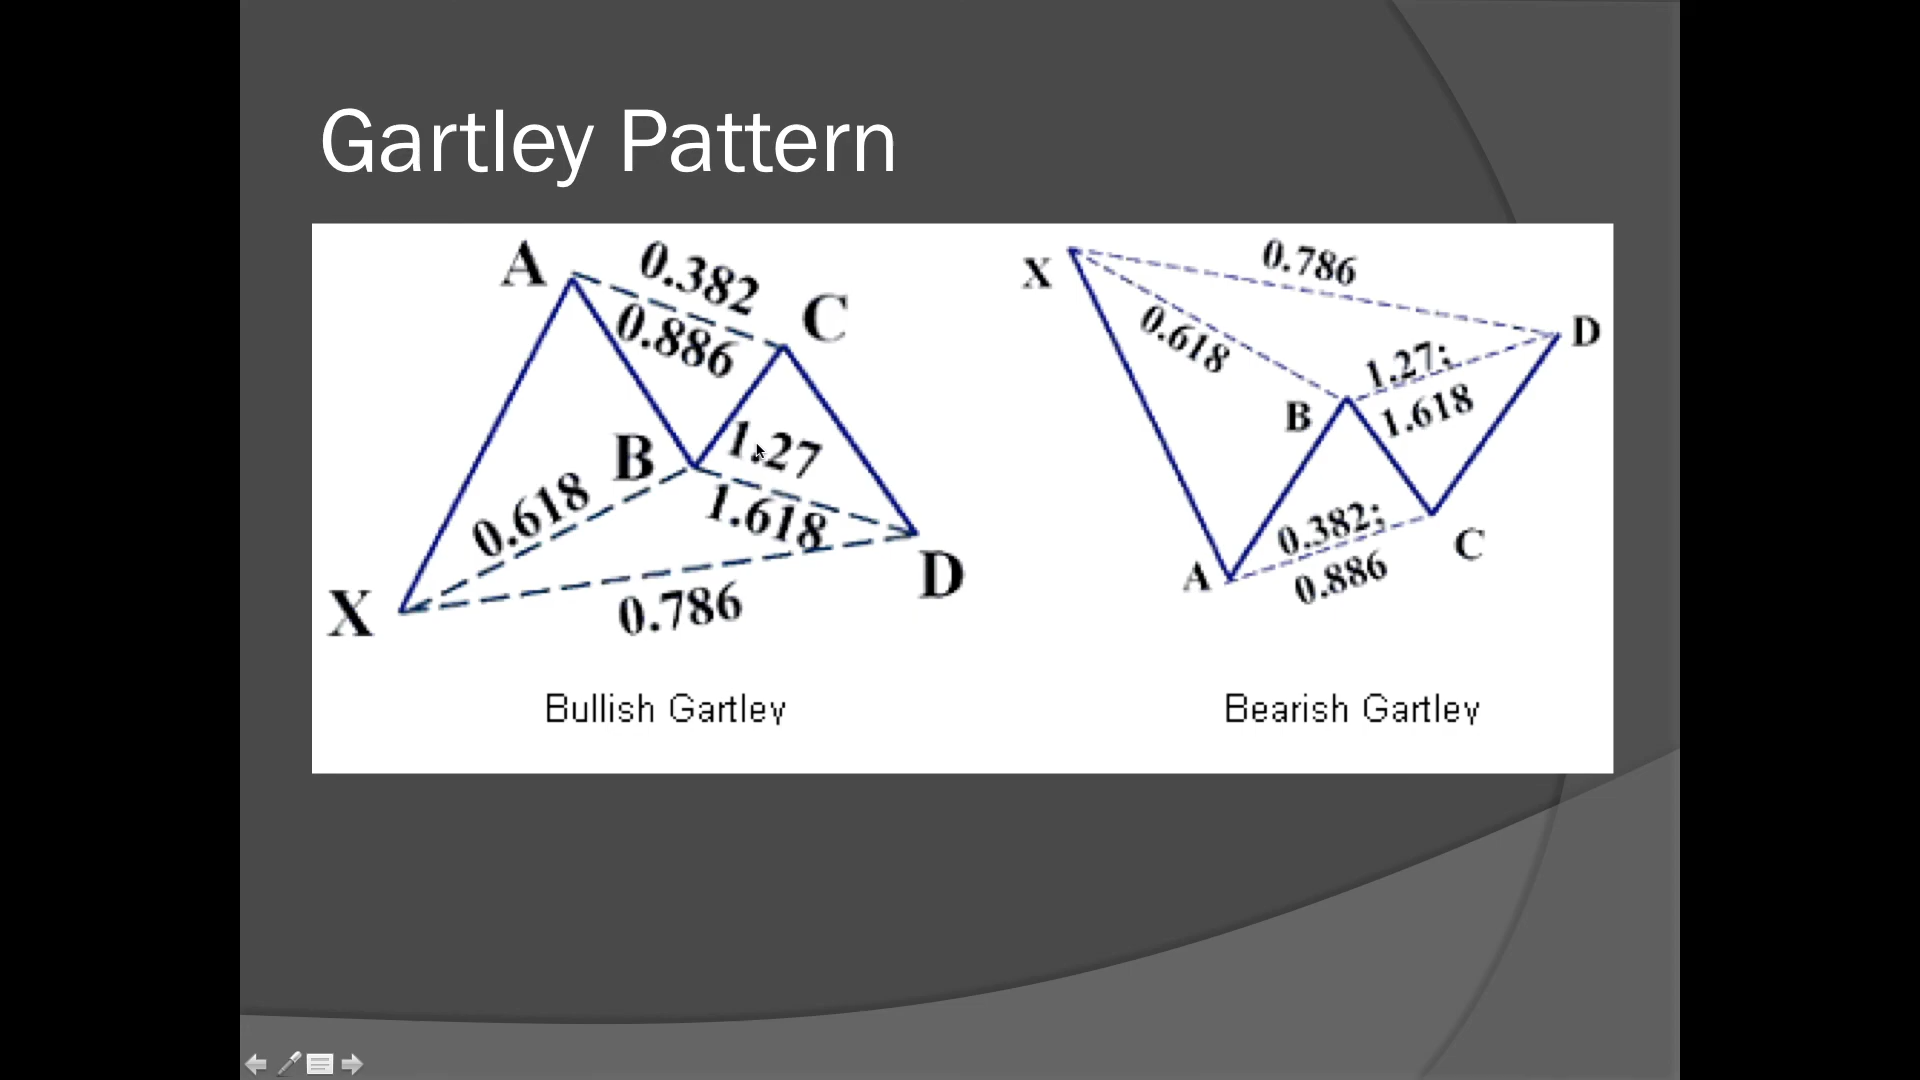 Gartley Pattern
A
0.382
0.886
C
B
1.27
1.618
0.618
X
0.786
D
Bullish Gartley
X
0.786
0.618
D
1.27;
1.618
B
0.382;
0.886
A
C
Bearish Gartley